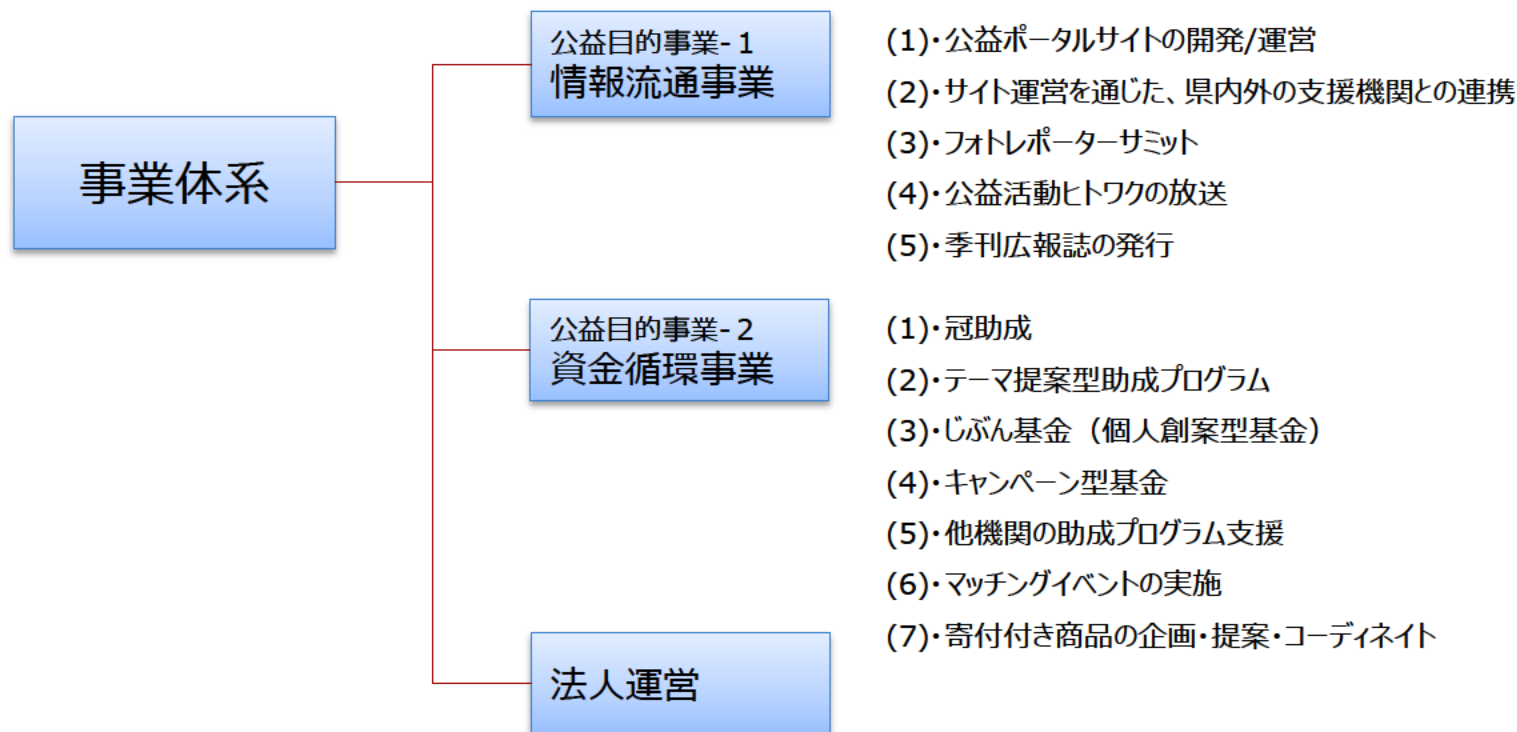 事業体系
公益目的事業-1
情報流通事業
(1)・公益ポータルサイトの開発/運営
(2)・サイト運営を通じた、県内外の支援機関との連携
(3)・フォトレポーターサミット
(4)・公益活動ヒトワクの放送
(5)・季刊広報誌の発行
公益目的事業-2
資金循環事業
(1)・冠助成
(2)・テーマ提案型助成プログラム
(3)・じぶん基金（個人創案型基金）
(4)・キャンペーン型基金
(5)・他機関の助成プログラム支援
(6)・マッチングイベントの実施
(7)・寄付付き商品の企画・提案・コーディネイト
法人運営